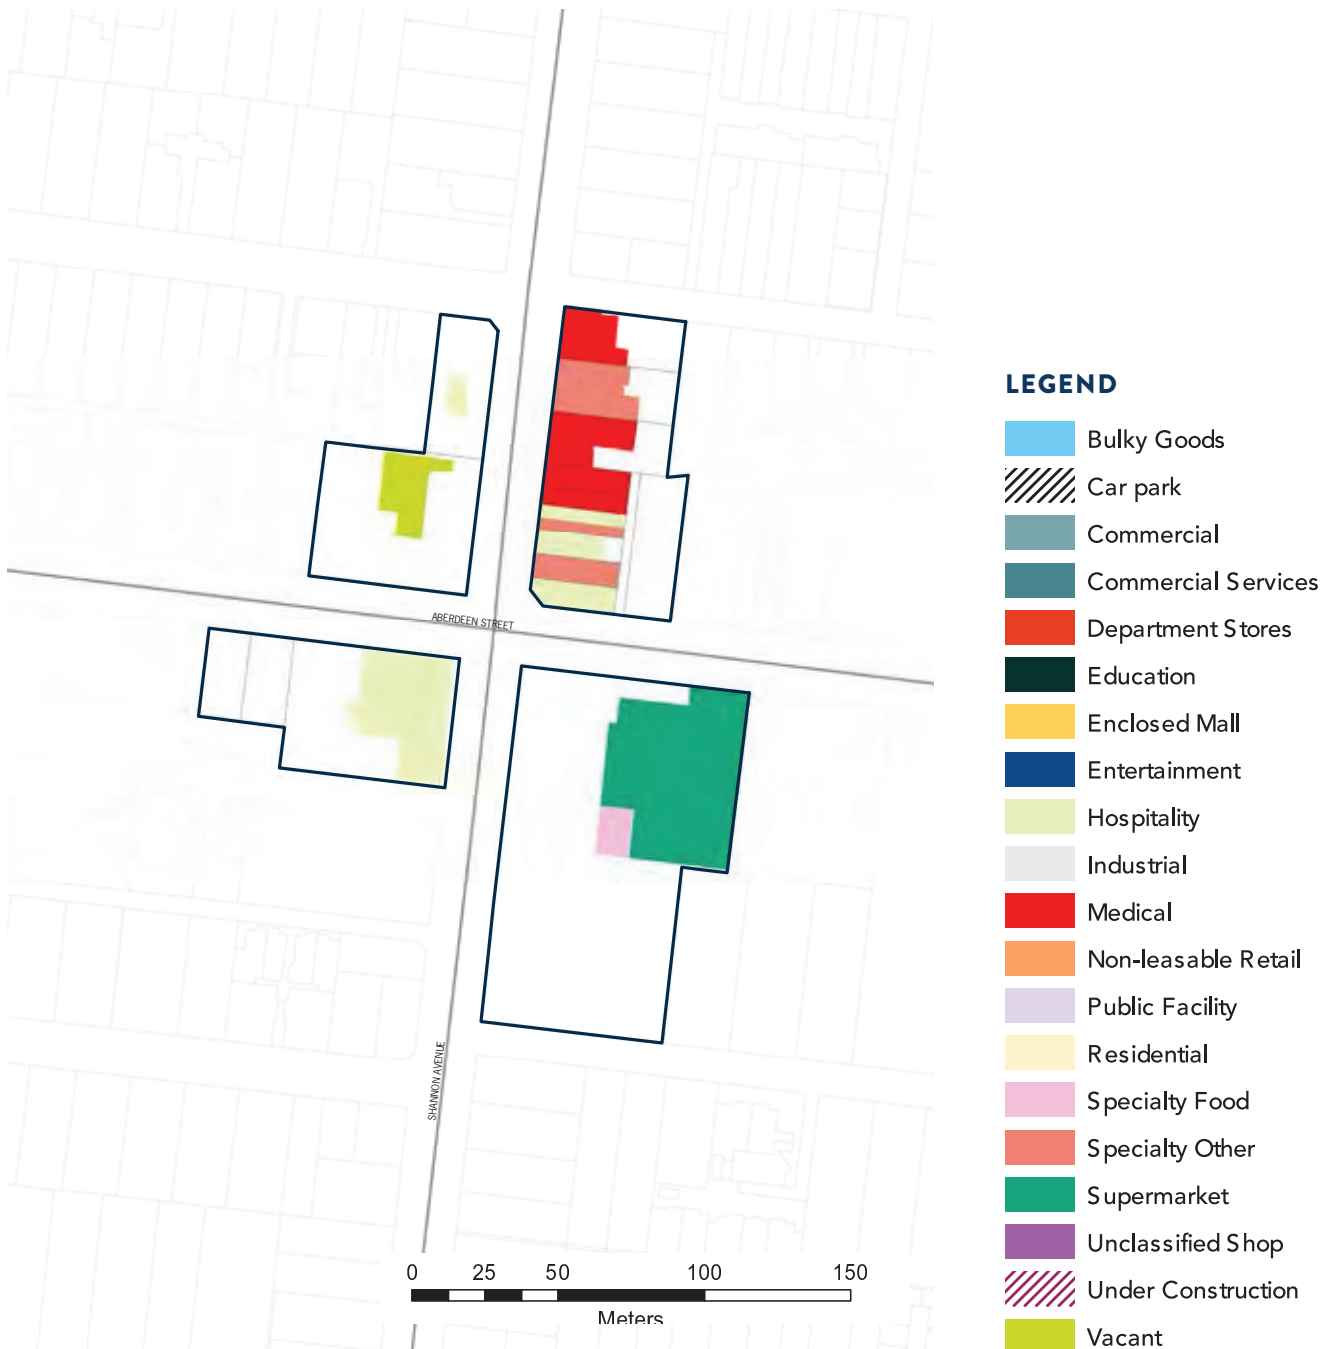 LEGEND
Bulky Goods
Car park
Commercial
Commercial Services
Department Stores
Education
Enclosed Mall
Entertainment
Hospitality
Industrial
Medical
Non-leasable Retail
Public Facility
Residential
Specialty Food
Specialty Other
Supermarket
Unclassified Shop
Under Construction
Vacant
ABERDEEN STREET
SHANNON AVENUE
0 25 50 100 150
Meters